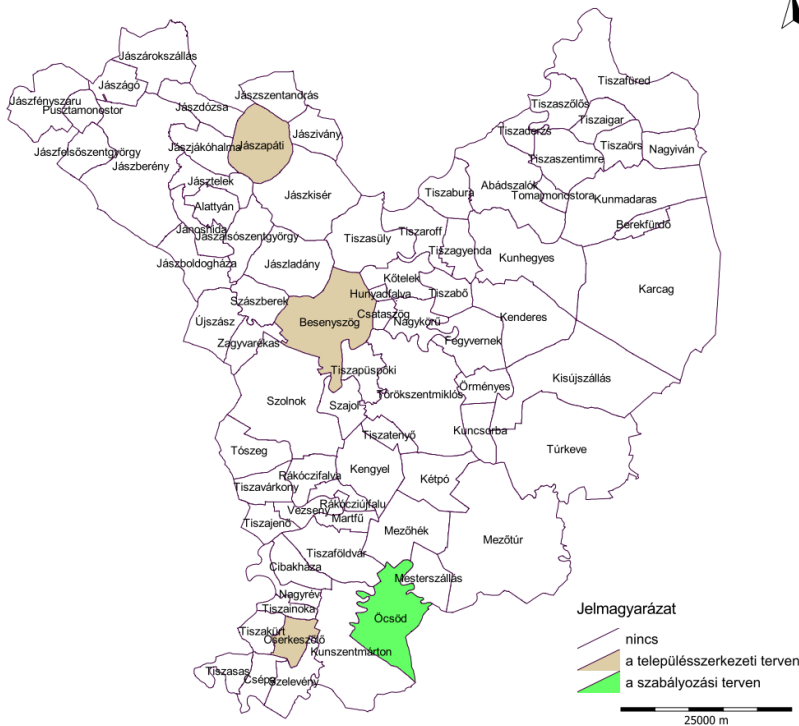 Jászárokszállás
Tiszafüred
Jászágó
Jászszentandrás
Jászfényszaru
Pusztamonostor
Jászdózsa
Tiszaszőlős
Tiszaigar
Jászivány
Tiszaderzs
Jászjákóhalma
Jászapáti
Tiszaörs
Nagyiván
Jászfelsőszentgyörgy
Tiszaszentimre
Jászberény
Jásztelek
Abádszalók
Jászkisér
Tiszabura
Tomajmonostora
Kunmadaras
Alattyán
Berekfürdő
Jánoshida
Jászalsószentgyörgy
Tiszasüly
Tiszaroff
Tiszagyenda
Kunhegyes
Jászboldogháza
Jászladány
Kőtelek
Karcag
Hunyadfalva
Tiszabő
Szászberek
Csataszög
Kenderes
Újszász
Besenyszög
Nagykörű
Zagyvarékas
Fegyvernek
Tiszapüspöki
Kisújszállás
Örményes
Törökszentmiklós
Szolnok
Szajol
Kuncsorba
Tiszatenyő
Túrkeve
Tószeg
Kengyel
Rákóczifalva
Kétpó
Tiszavárkony
Rákócziújfalu
Vezseny
Martfű
Tiszajenő
Mezőhék
Mezőtúr
Tiszaföldvár
Cibakháza
Mesterszállás
Nagyrév
Tiszainoka
Öcsöd
Tiszakürt
Cserkeszőlő
Kunszentmárton
Tiszasas
Csépa
Szelevény
Jelmagyarázat
nincs
a településszerkezeti terven
a szabályozási terven
25000 m